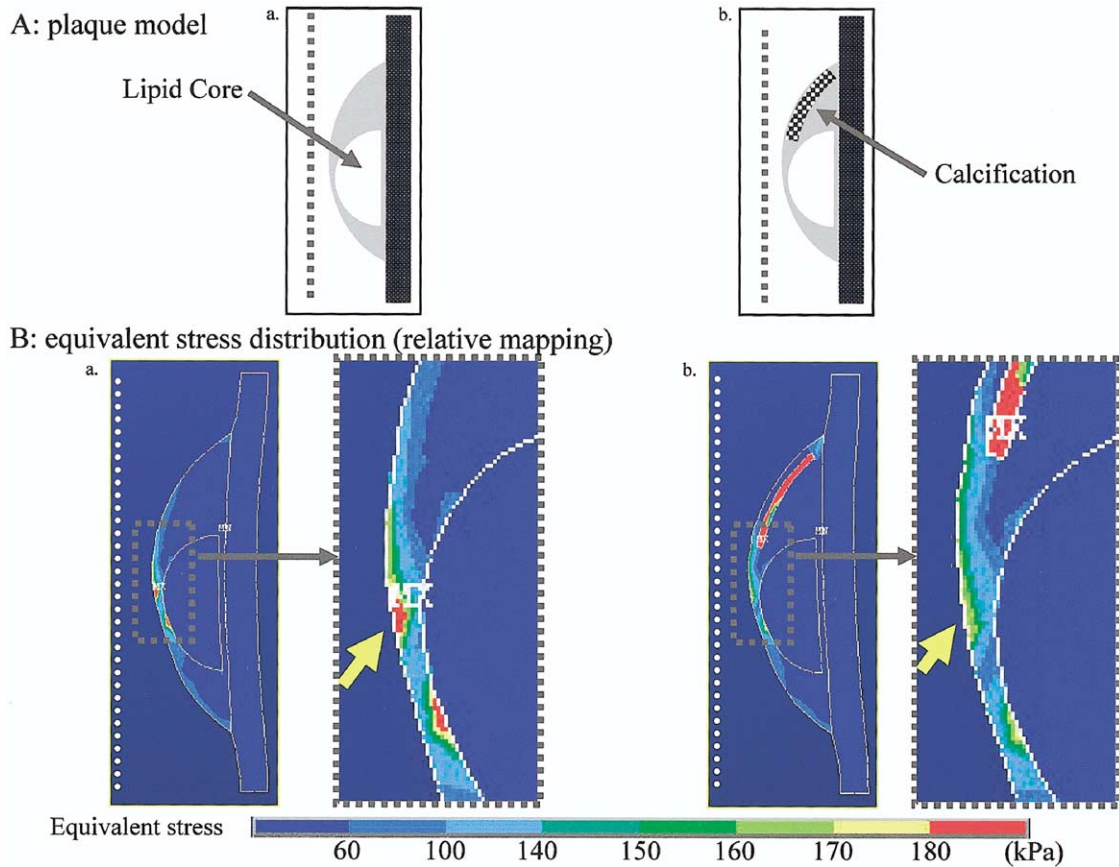 A: plaque model
a.
b.
Lipid Core
Calcification
B: equivalent stress distribution (relative mapping)
a.
b.
Equivalent stress
60 100 140 150 160 170 180 (kPa)